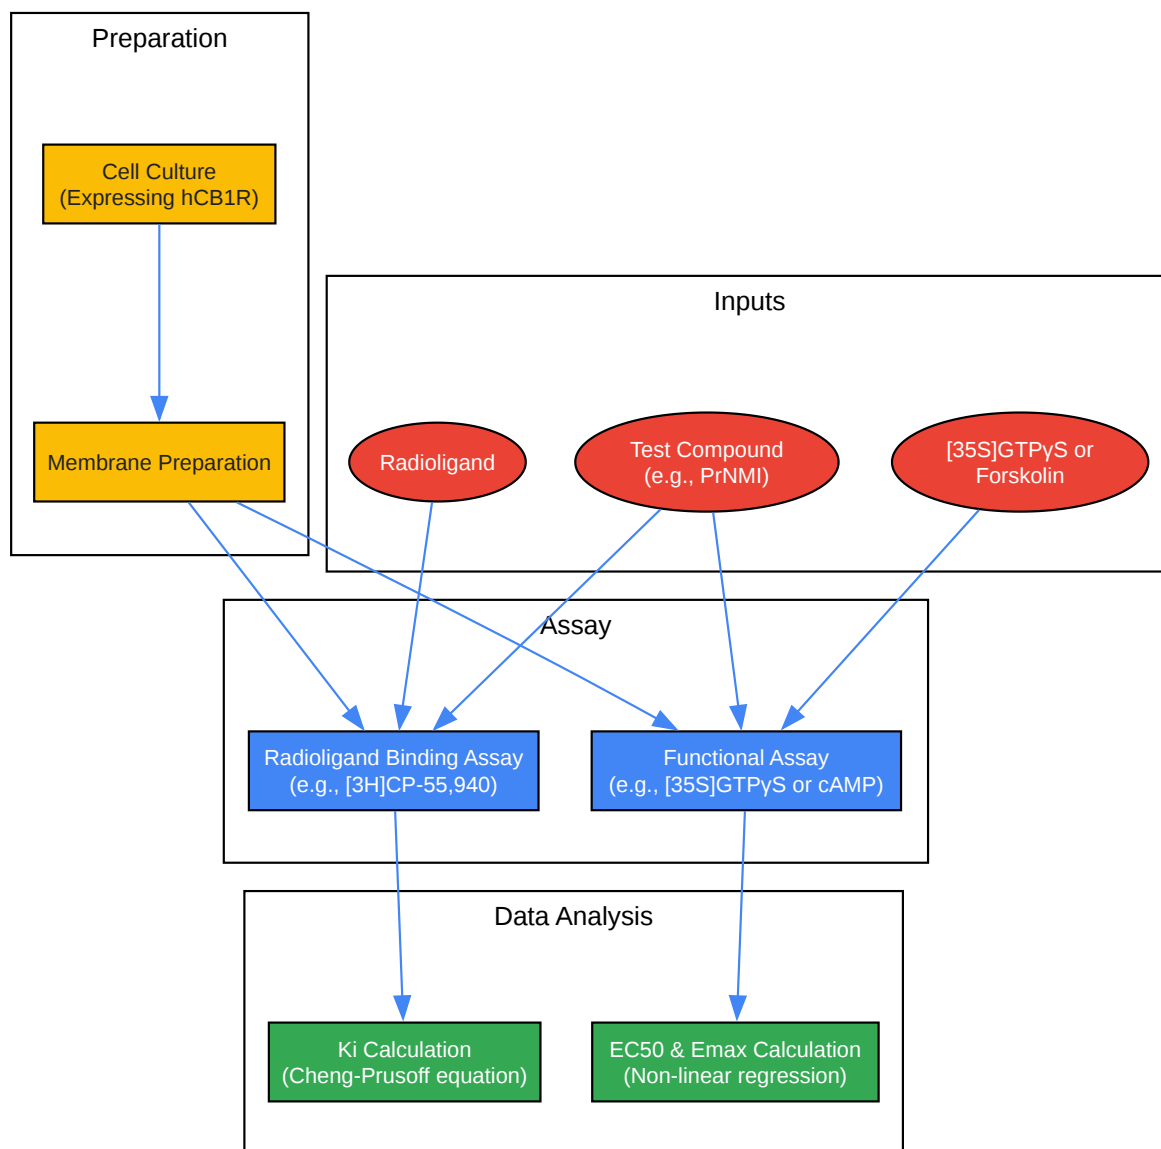 Preparation
Cell Culture
(Expressing hCB1R)
Membrane Preparation
Inputs
Radioligand
Test Compound
(e.g., PrNMI)
[35S]GTPγS or
Forskolin
Assay
Radioligand Binding Assay
(e.g., [3H]CP-55,940)
Functional Assay
(e.g., [35S]GTPγS or cAMP)
Data Analysis
Ki Calculation
(Cheng-Prusoff equation)
EC50 & Emax Calculation
(Non-linear regression)